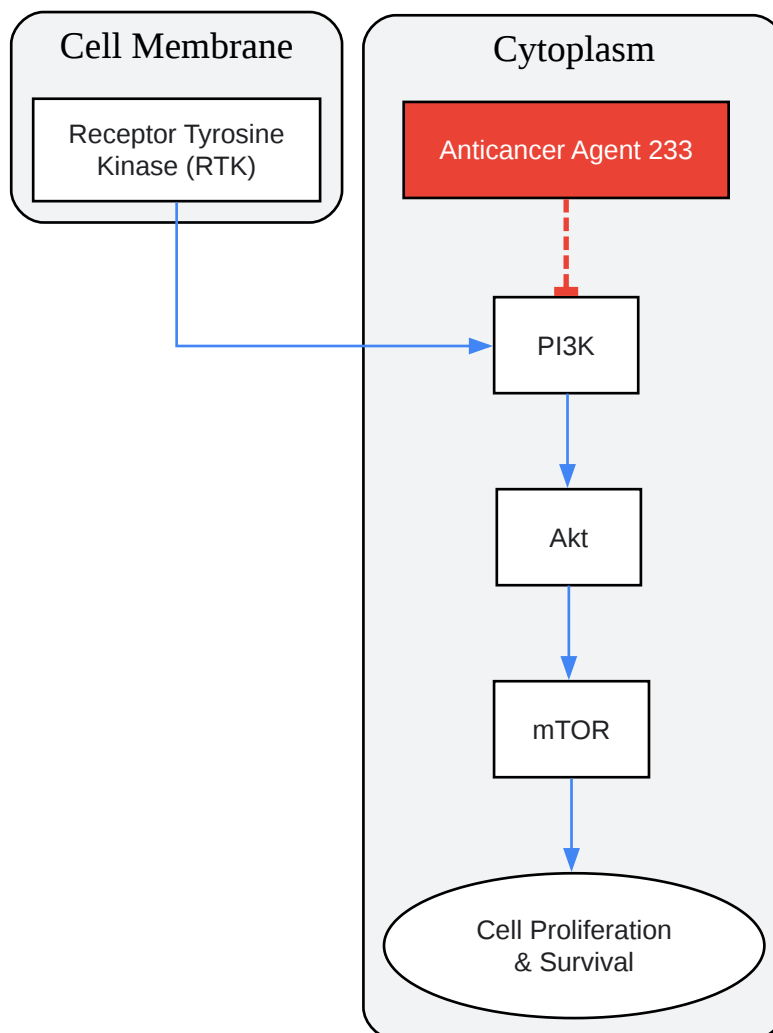 Cell Membrane
Receptor Tyrosine
Kinase (RTK)
Cytoplasm
Anticancer Agent 233
PI3K
Akt
mTOR
Cell Proliferation
& Survival